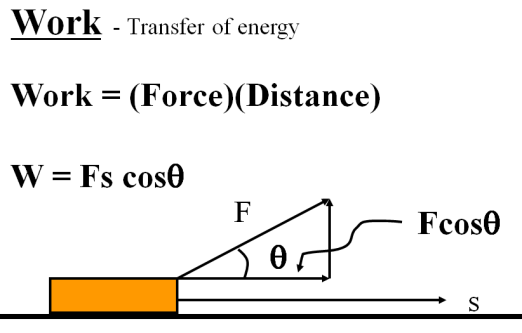 Work - Transfer of energy
Work = (Force)(Distance)
W = Fs cosθ
F
θ
Fcosθ
s